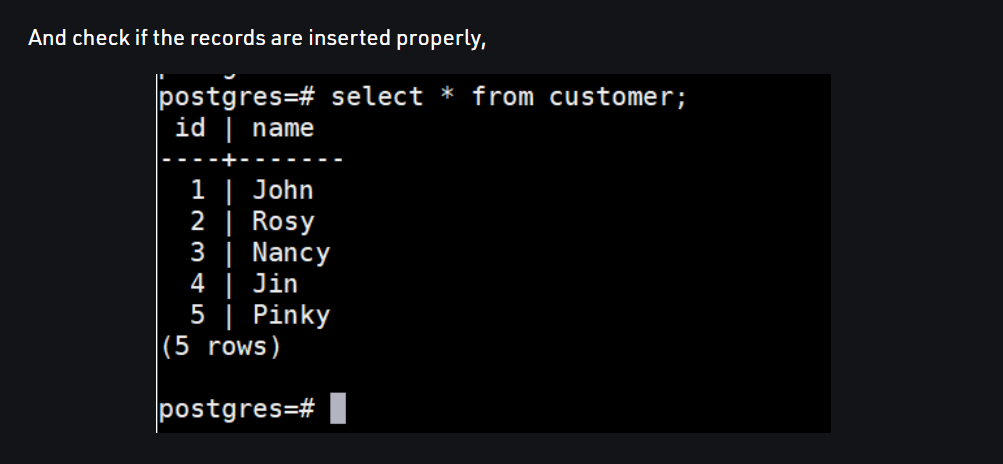 And check if the records are inserted properly,
postgres=# select * from customer;
 id | name
----+-------
  1 | John
  2 | Rosy
  3 | Nancy
  4 | Jin
  5 | Pinky
(5 rows)
postgres=#